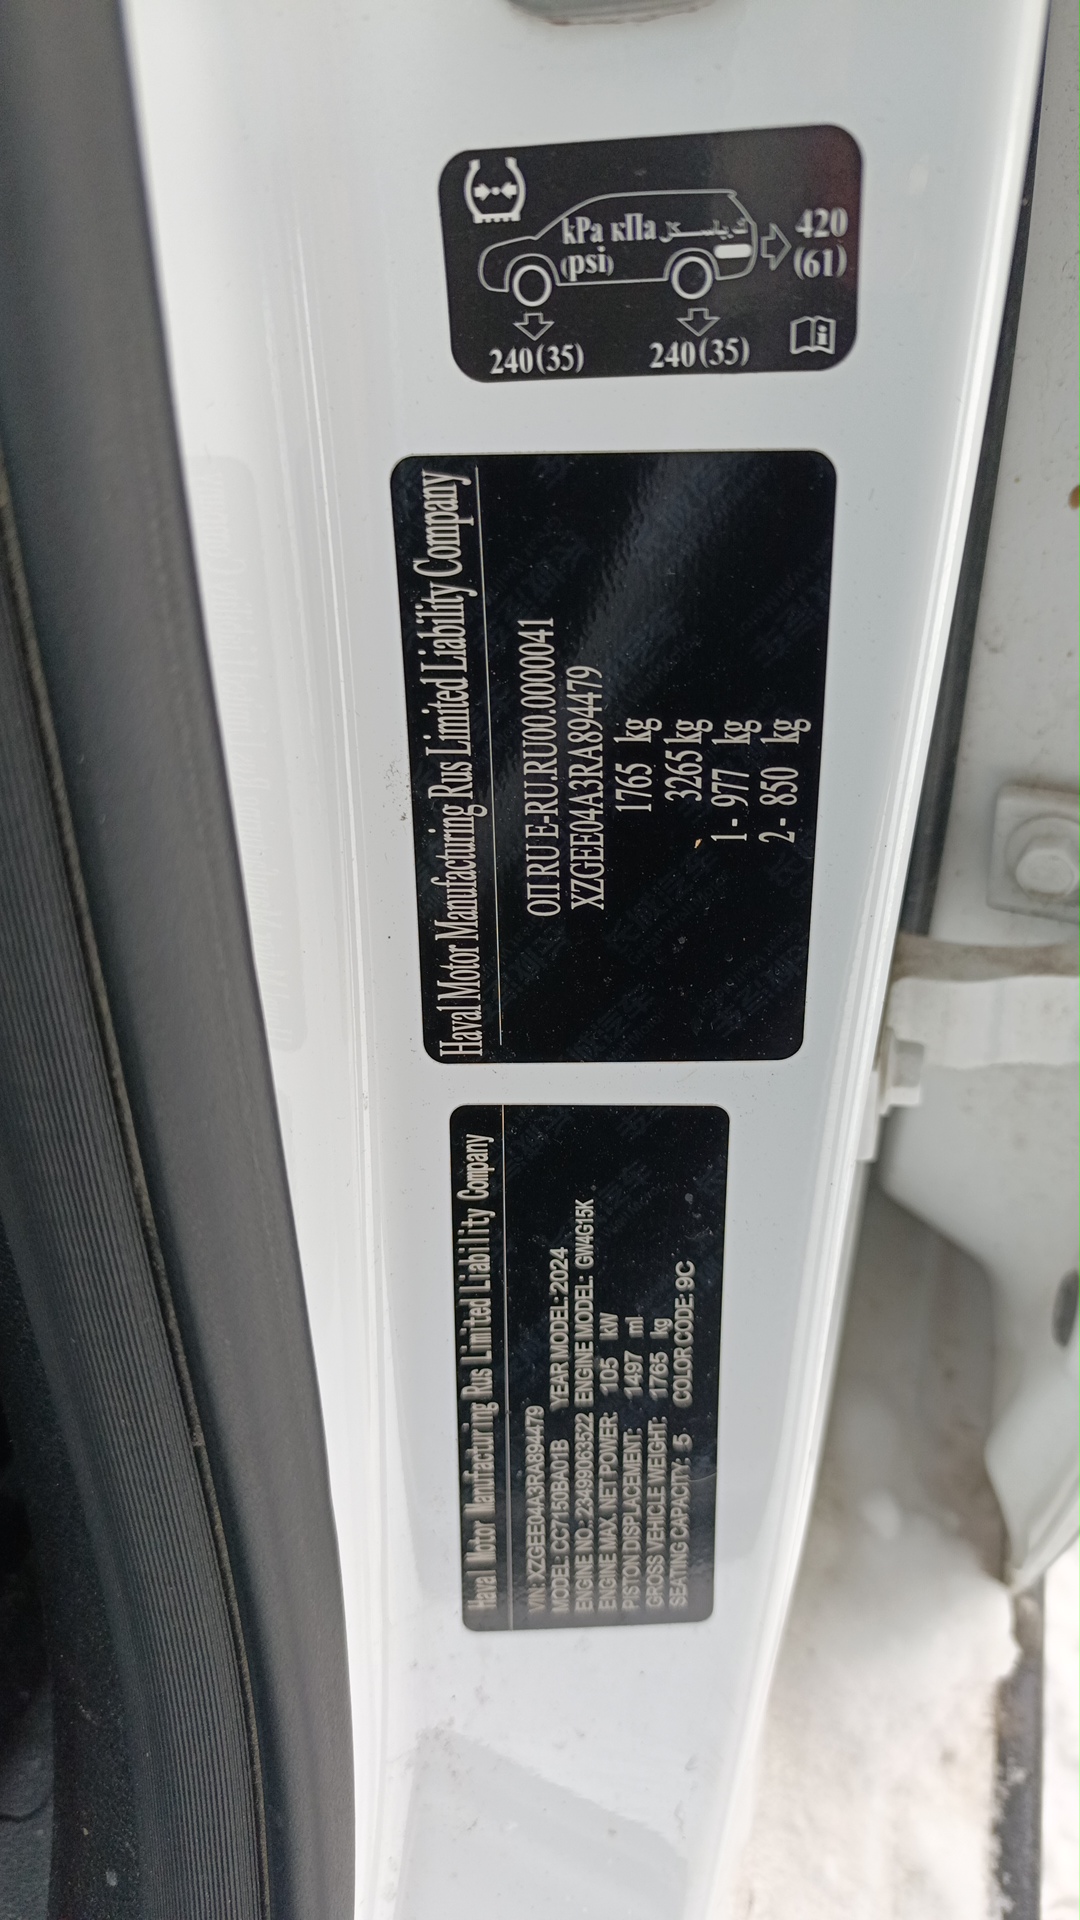 kPa кПа كيلوباسكال
(psi)
420
(61)
240(35)
240(35)
Haval Motor Manufacturing Rus Limited Liability Company
ОП RU E-RU.RU00.0000041
XZGEE04A3RA894479
1765 kg
3265 kg
1 - 977 kg
2 - 850 kg
Haval Motor Manufacturing Rus Limited Liability Company
VIN: XZGEE04A3RA894479
MODEL: CC7150BA01B YEAR MODEL: 2024
ENGINE NO.: 23499063522 ENGINE MODEL: GW4G15K
ENGINE MAX. NET POWER: 105 kW
PISTON DISPLACEMENT: 1497 ml
GROSS VEHICLE WEIGHT: 1765 kg
SEATING CAPACITY: 5 COLOR CODE: 9C